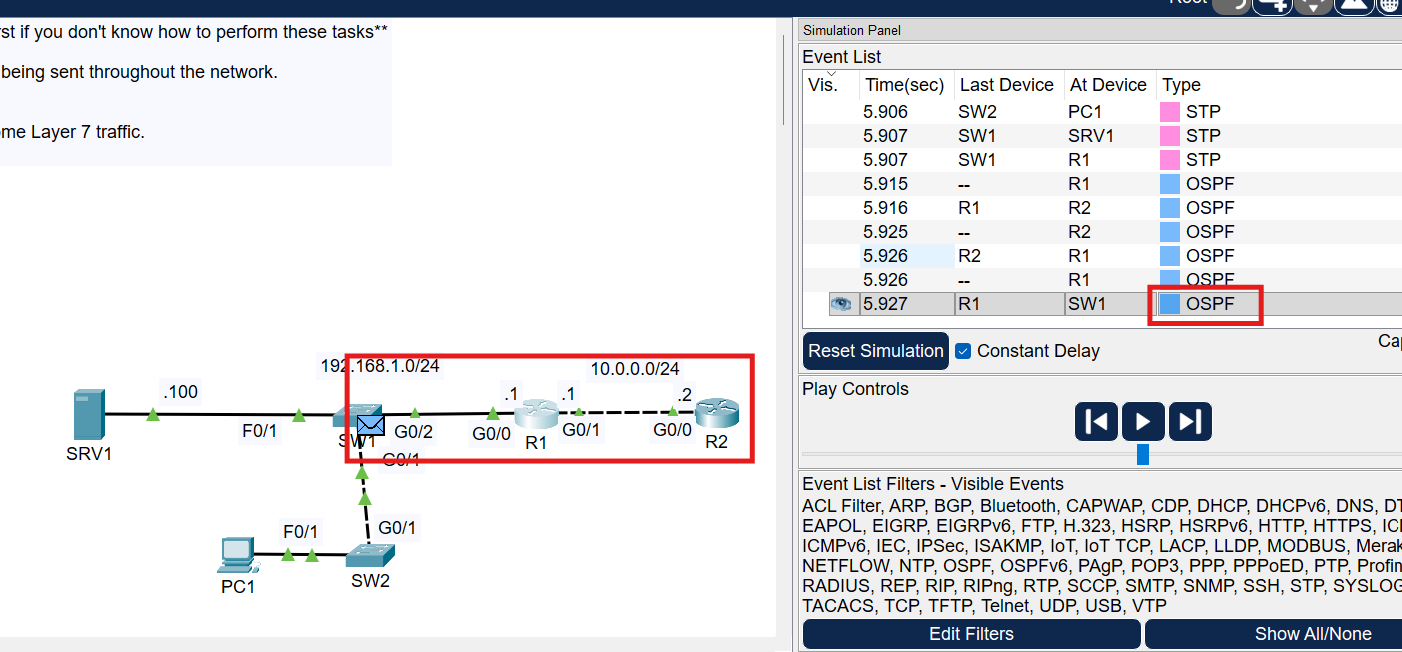 Root
rst if you don't know how to perform these tasks**
being sent throughout the network.
me Layer 7 traffic.
192.168.1.0/24
10.0.0.0/24
.100
.1
.1
.2
F0/1
SW1
G0/2
G0/0
R1
G0/1
G0/0
R2
SRV1
G0/1
F0/1
G0/1
PC1
SW2
Simulation Panel
Event List
Vis. Time(sec) Last Device At Device Type
5.906 SW2 PC1 STP
5.907 SW1 SRV1 STP
5.907 SW1 R1 STP
5.915 -- R1 OSPF
5.916 R1 R2 OSPF
5.925 -- R2 OSPF
5.926 R2 R1 OSPF
5.926 -- R1 OSPF
5.927 R1 SW1 OSPF
Reset Simulation Constant Delay Cap
Play Controls
Event List Filters - Visible Events
ACL Filter, ARP, BGP, Bluetooth, CAPWAP, CDP, DHCP, DHCPv6, DNS, DT
EAPOL, EIGRP, EIGRPv6, FTP, H.323, HSRP, HSRPv6, HTTP, HTTPS, IC
ICMPv6, IEC, IPSec, ISAKMP, IoT, IoT TCP, LACP, LLDP, MODBUS, Merak
NETFLOW, NTP, OSPF, OSPFv6, PAgP, POP3, PPP, PPPoED, PTP, Profin
RADIUS, REP, RIP, RIPng, RTP, SCCP, SMTP, SNMP, SSH, STP, SYSLOG
TACACS, TCP, TFTP, Telnet, UDP, USB, VTP
Edit Filters
Show All/None